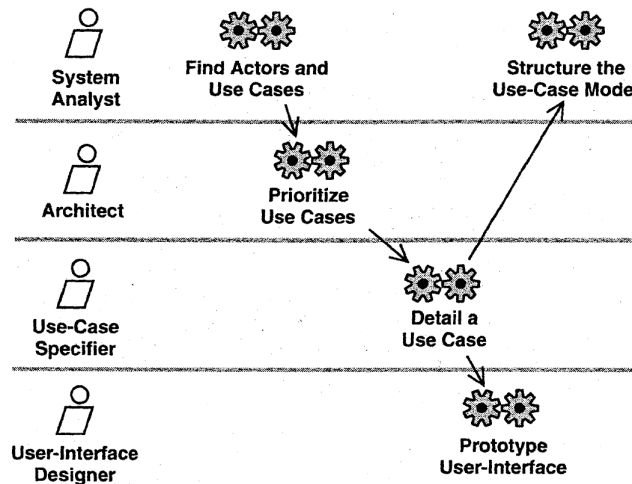 System
Analyst
Find Actors and
Use Cases
Structure the
Use-Case Mode
Architect
Prioritize
Use Cases
Use-Case
Specifier
Detail a
Use Case
User-Interface
Designer
Prototype
User-Interface